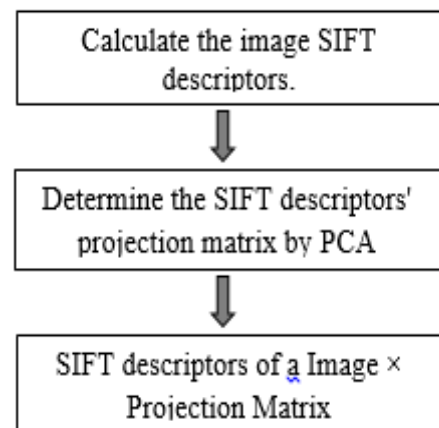 Calculate the image SIFT
descriptors.
Determine the SIFT descriptors'
projection matrix by PCA
SIFT descriptors of a Image ×
Projection Matrix